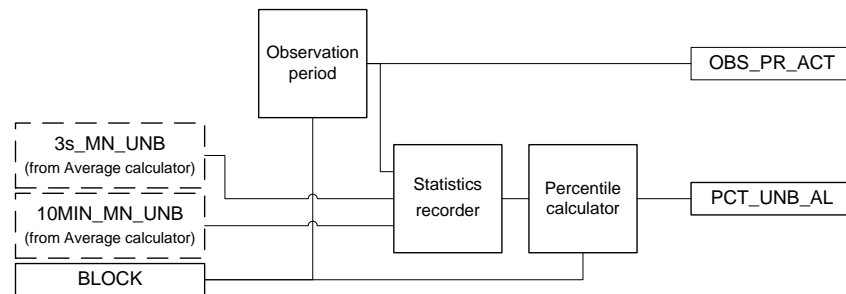 Observation
period
OBS_PR_ACT
3s_MN_UNB
(from Average calculator)
Statistics
recorder
Percentile
calculator
PCT_UNB_AL
10MIN_MN_UNB
(from Average calculator)
BLOCK